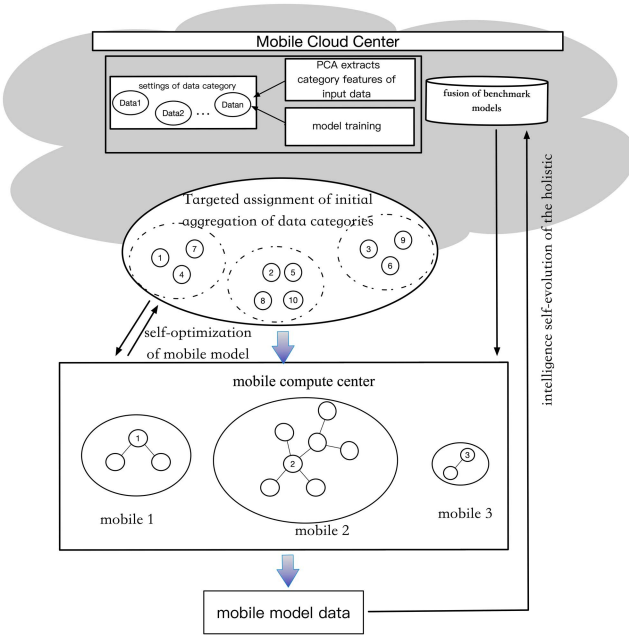 Mobile Cloud Center
settings of data category
Data1
Data2
...
Datan
PCA extracts
category features of
input data
model training
fusion of benchmark
models
Targeted assignment of initial
aggregation of data categories
1
7
4
2
5
8
10
3
9
6
self-optimization
of mobile model
intelligence self-evolution of the holistic
mobile compute center
1
mobile 1
2
mobile 2
3
mobile 3
mobile model data